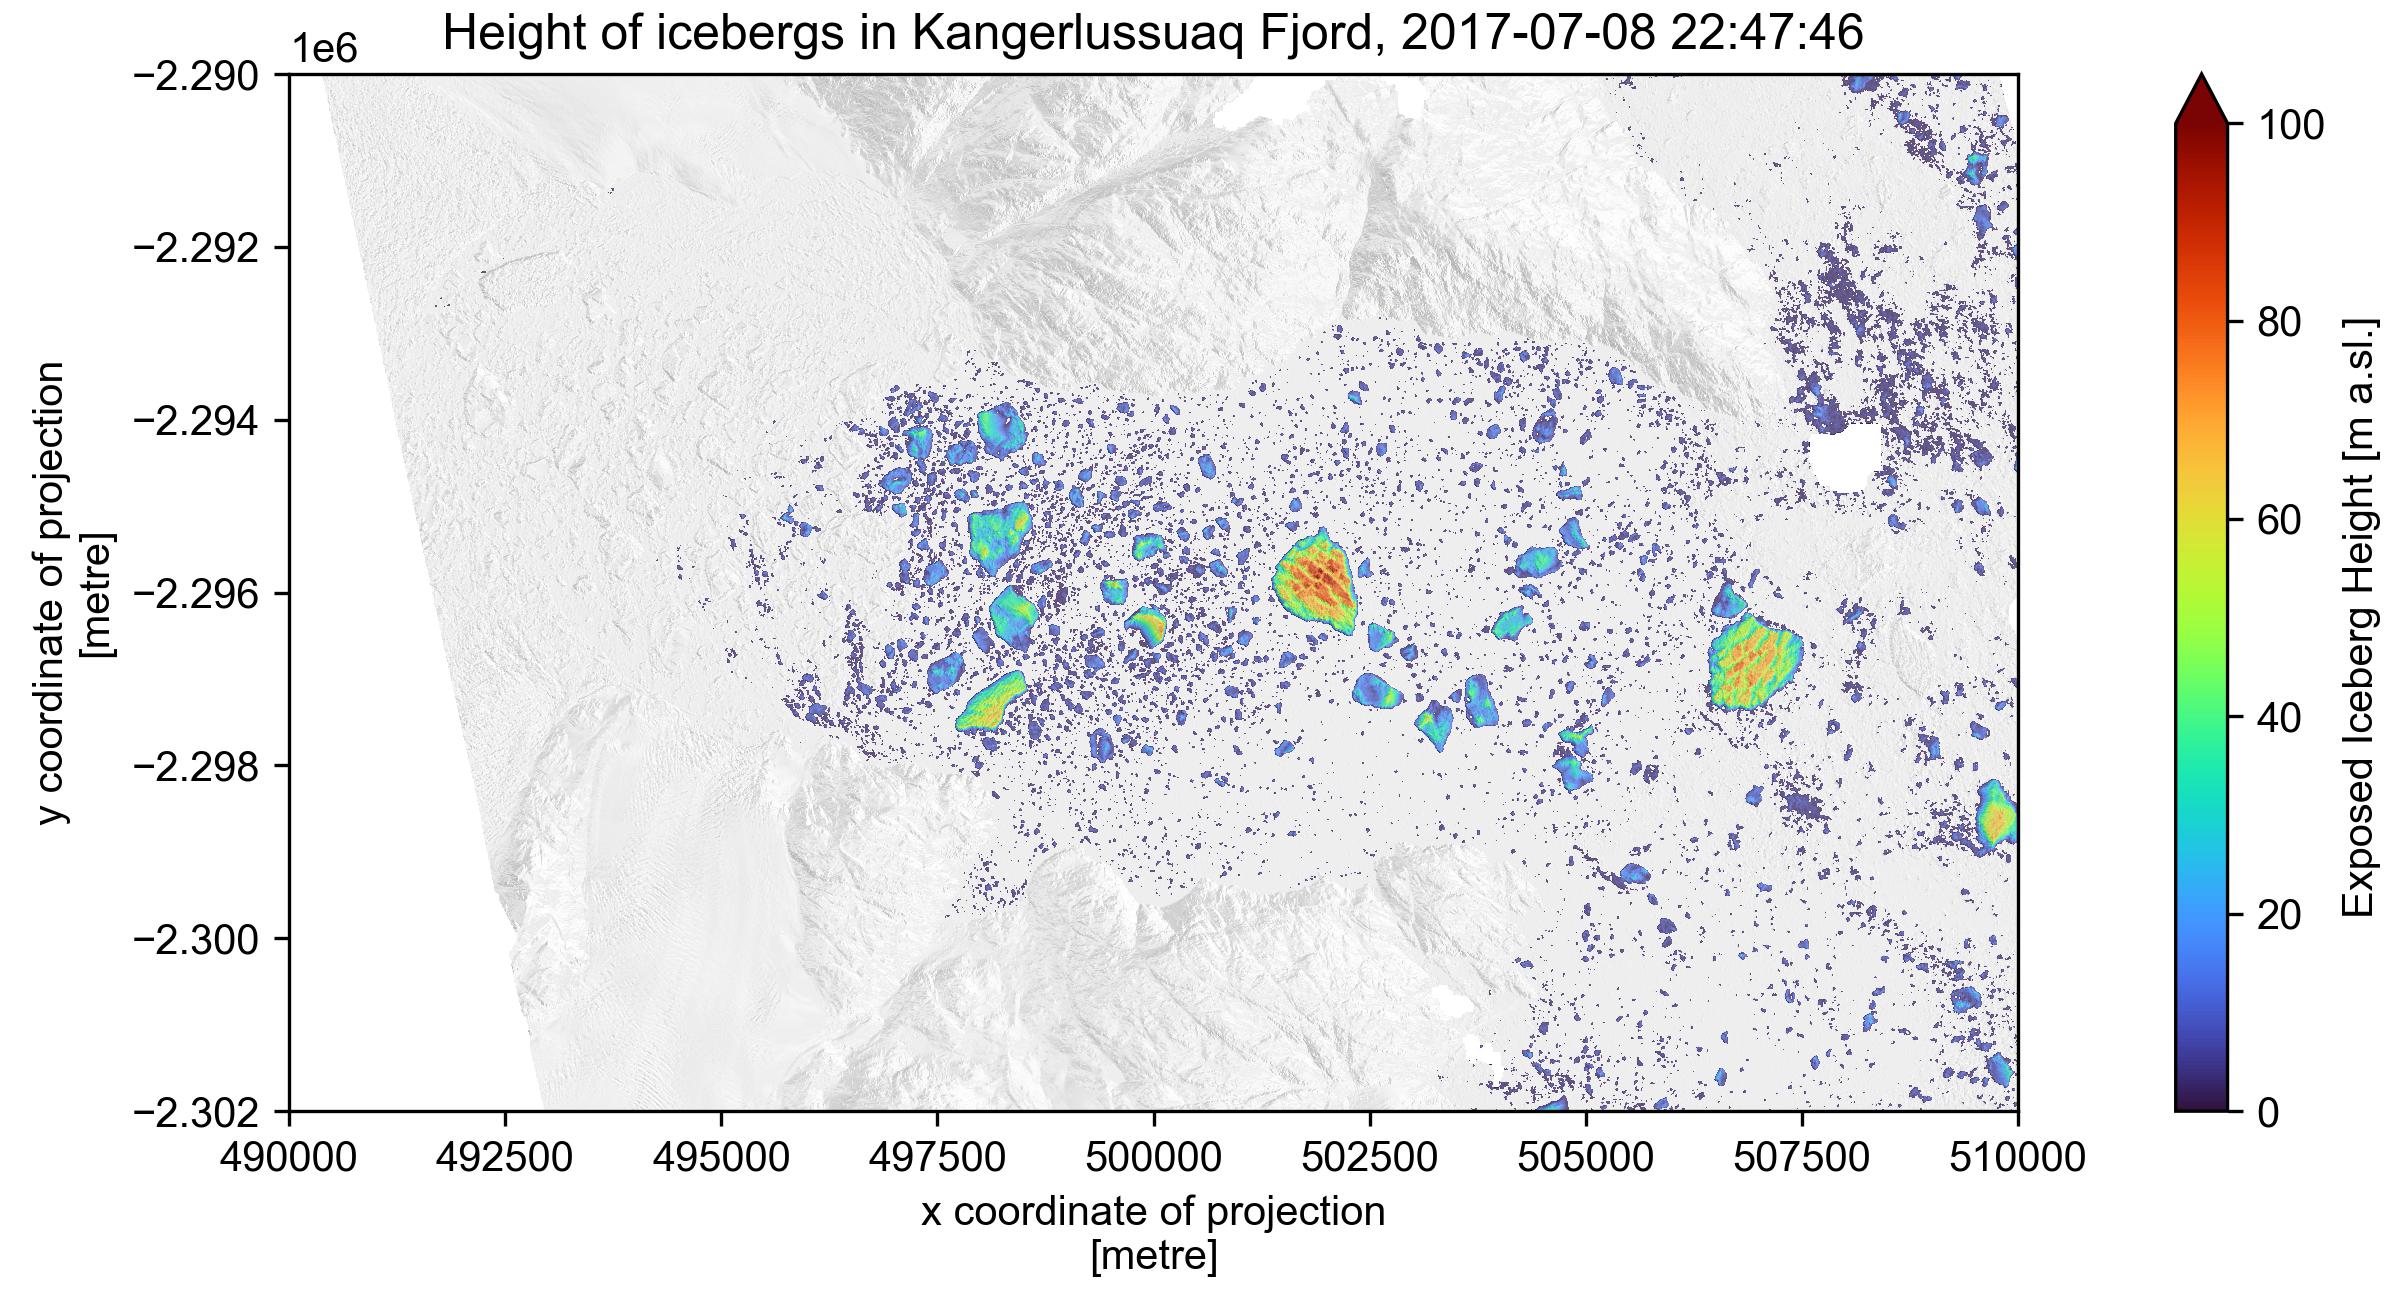 Height of icebergs in Kangerlussuaq Fjord, 2017-07-08 22:47:46
1e6
−2.290
−2.292
−2.294
−2.296
−2.298
−2.300
−2.302
y coordinate of projection
[metre]
490000 492500 495000 497500 500000 502500 505000 507500 510000
x coordinate of projection
[metre]
100
80
60
40
20
0
Exposed Iceberg Height [m a.sl.]